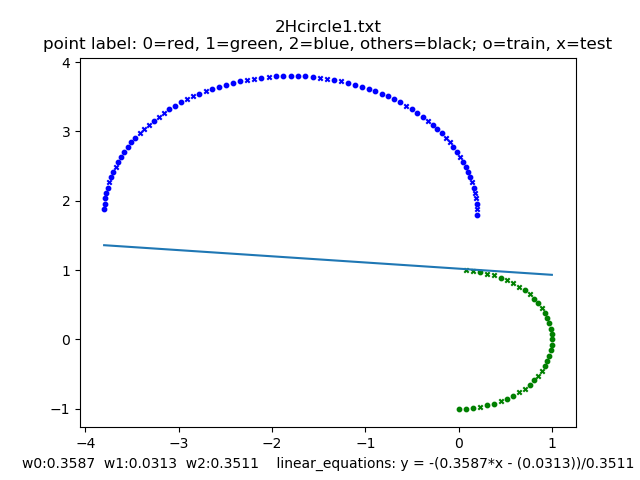 2Hcircle1.txt
point label: 0=red, 1=green, 2=blue, others=black; o=train, x=test
4
3
2
1
0
−1
−4 −3 −2 −1 0 1
w0:0.3587 w1:0.0313 w2:0.3511 linear_equations: y = -(0.3587*x - (0.0313))/0.3511